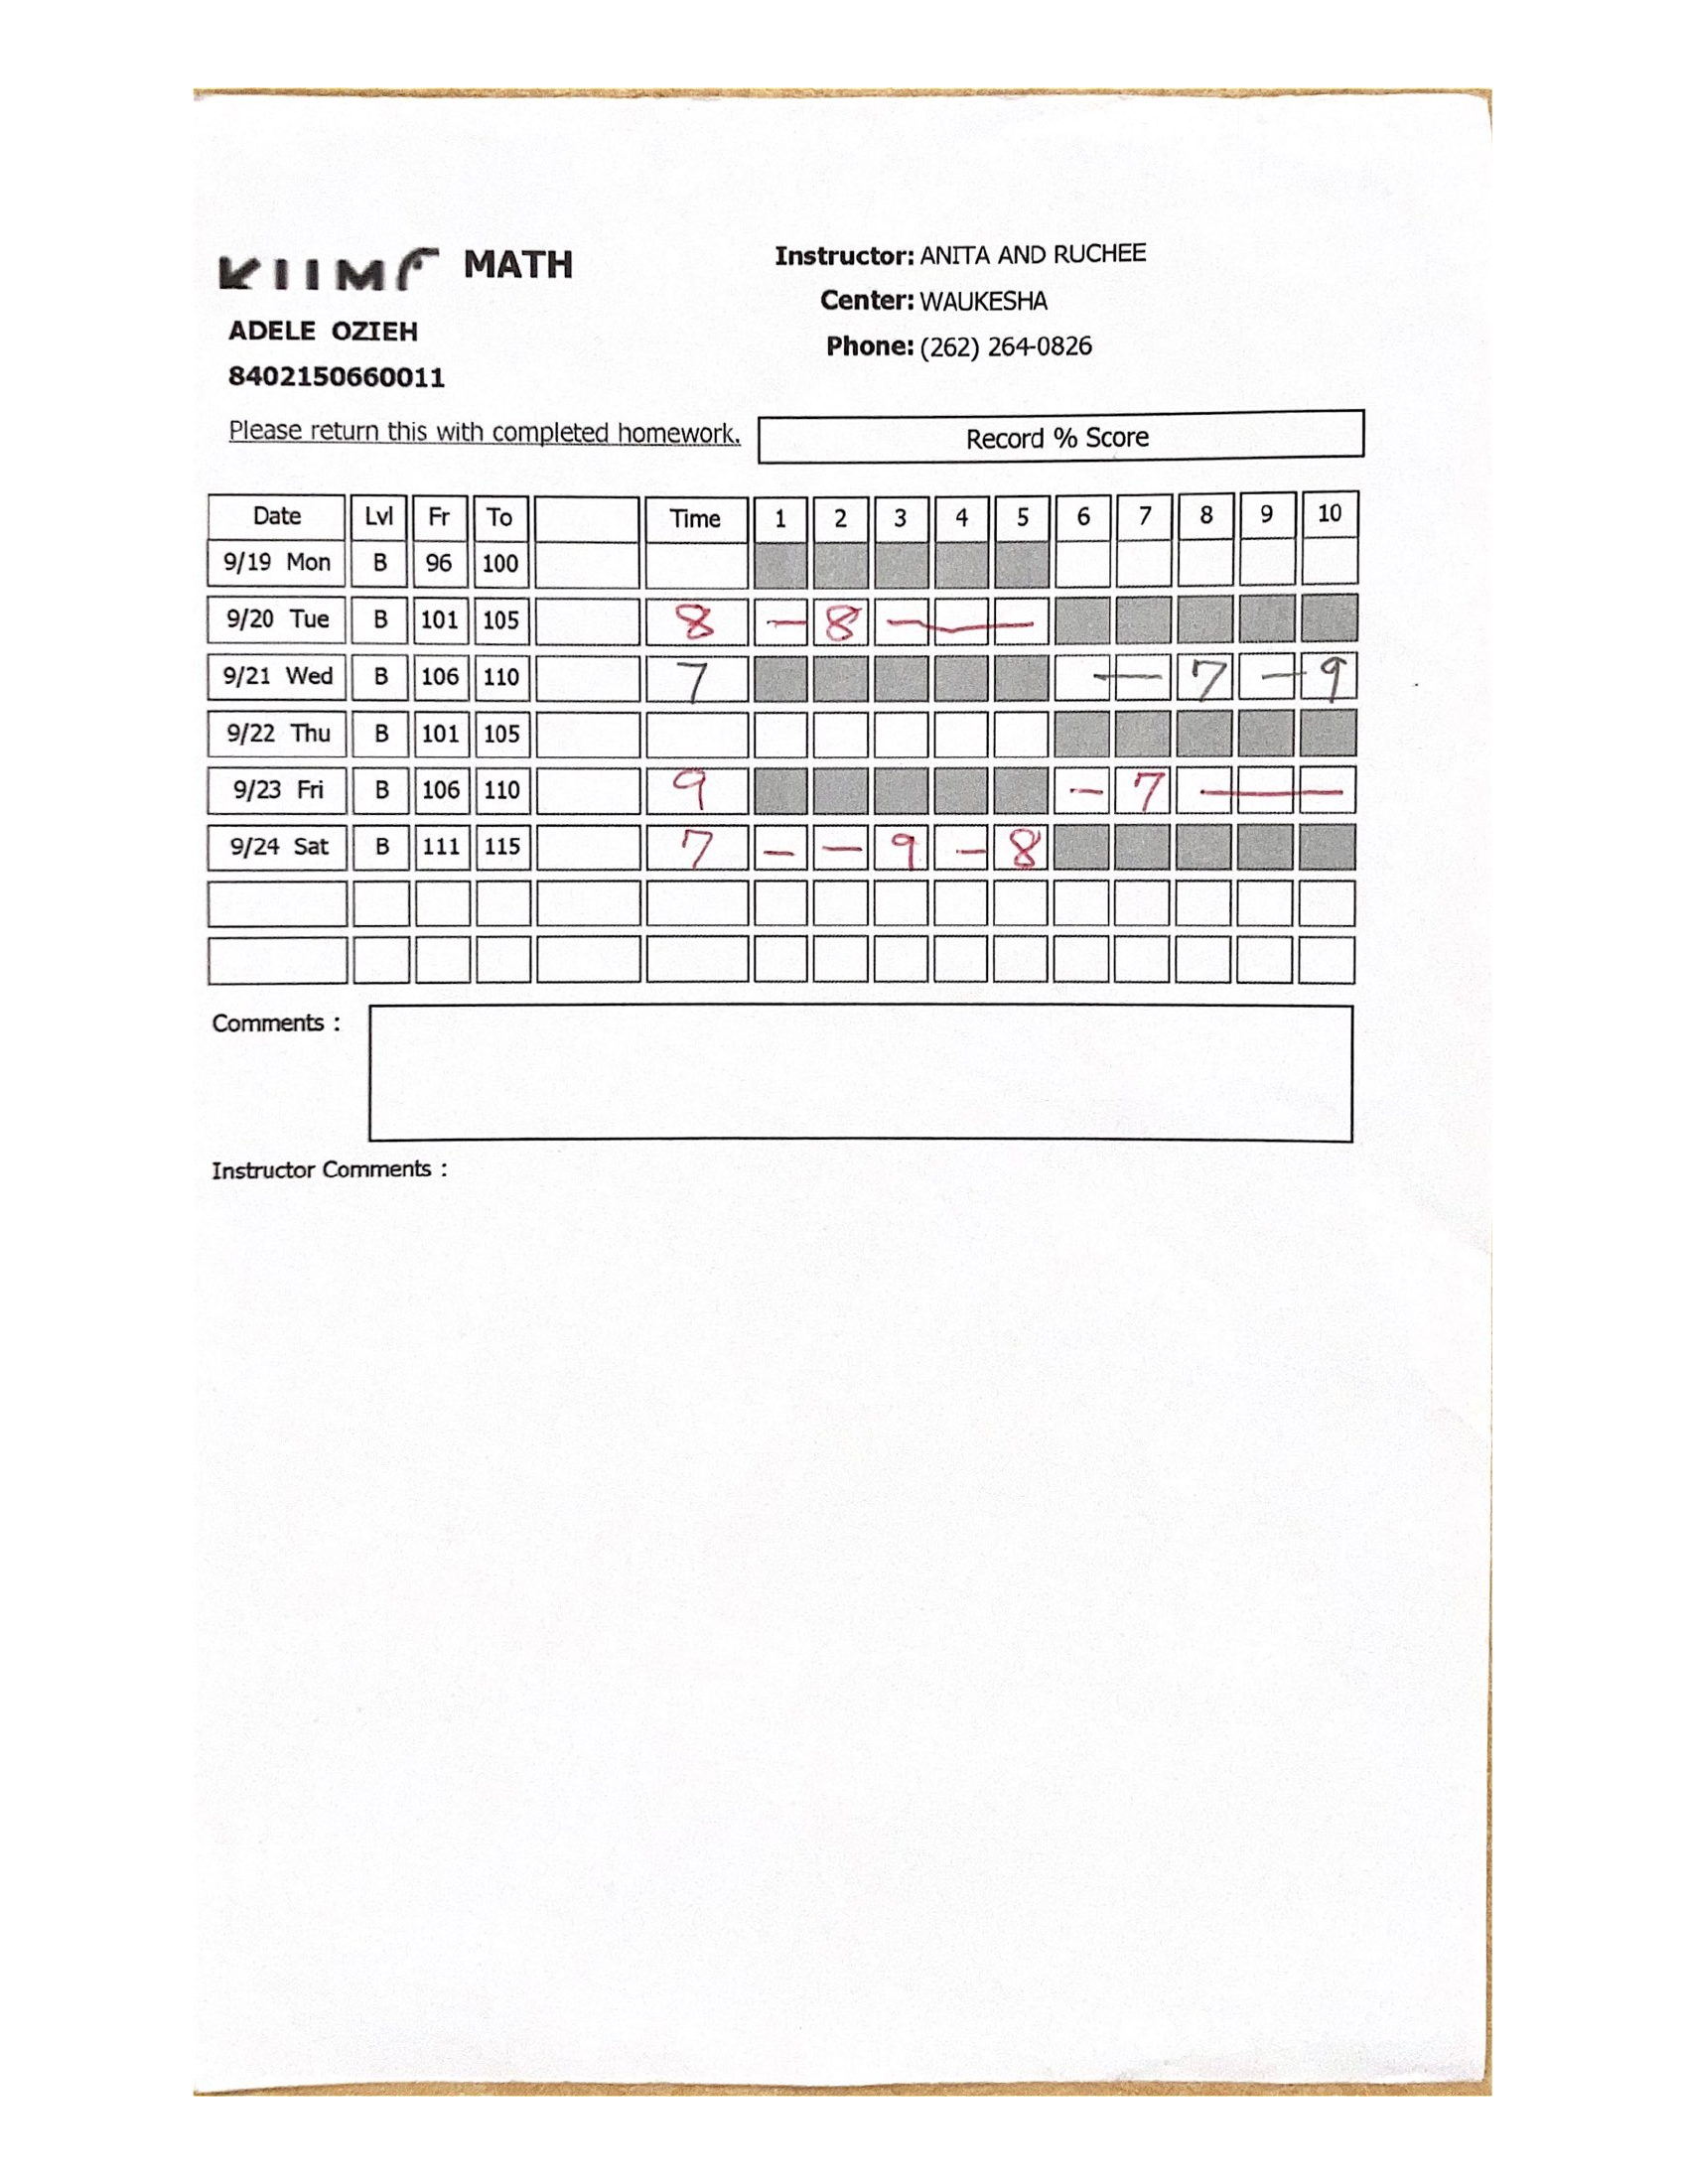 KUMON MATH
Instructor: ANITA AND RUCHEE
Center: WAUKESHA
ADELE OZIEH
Phone: (262) 264-0826
8402150660011
Please return this with completed homework.
Record % Score
Date Lvl Fr To Time 1 2 3 4 5 6 7 8 9 10
9/19 Mon B 96 100
9/20 Tue B 101 105 8 - 8 -
9/21 Wed B 106 110 7 - 7 - 9
9/22 Thu B 101 105
9/23 Fri B 106 110 9 - 7 -
9/24 Sat B 111 115 7 - - 9 - 8
Comments :
Instructor Comments :